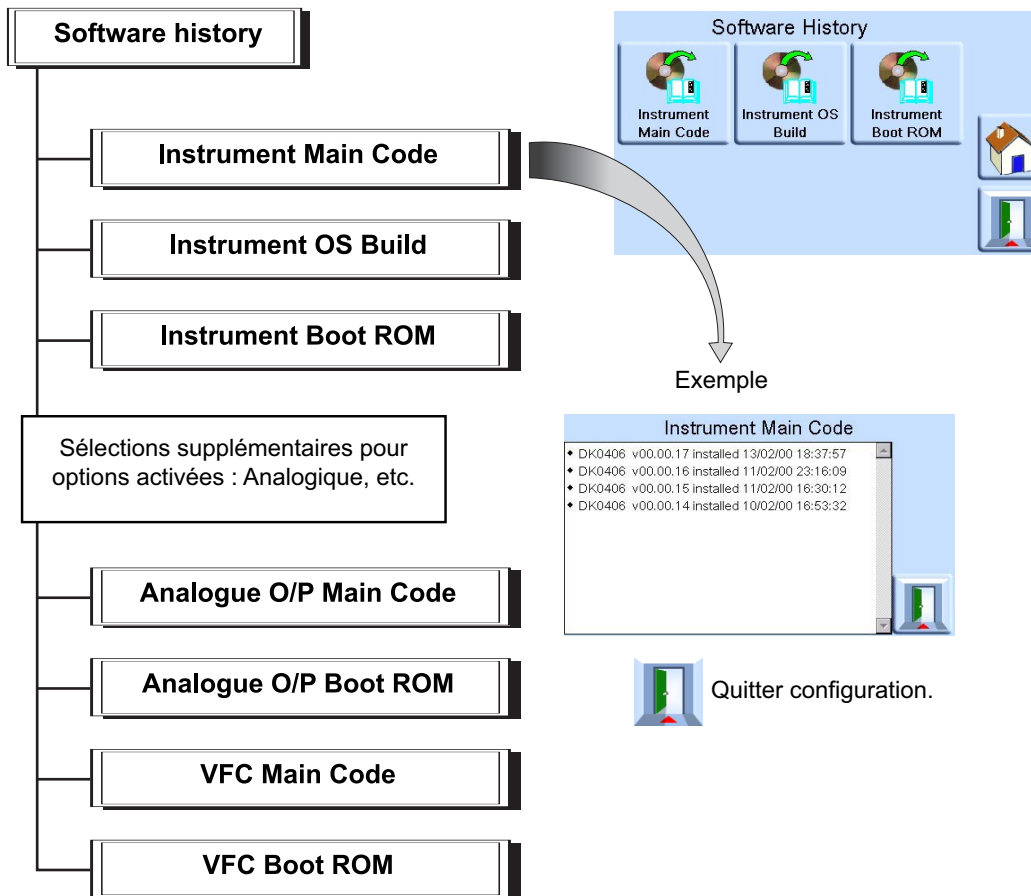 Software history
Instrument Main Code
Instrument OS Build
Instrument Boot ROM
Sélections supplémentaires pour
options activées : Analogique, etc.
Analogue O/P Main Code
Analogue O/P Boot ROM
VFC Main Code
VFC Boot ROM
Software History
Instrument
Main Code
Instrument OS
Build
Instrument
Boot ROM
Exemple
Instrument Main Code
◆ DK0406 v00.00.17 installed 13/02/00 18:37:57
◆ DK0406 v00.00.16 installed 11/02/00 23:16:09
◆ DK0406 v00.00.15 installed 11/02/00 16:30:12
◆ DK0406 v00.00.14 installed 10/02/00 16:53:32
Quitter configuration.